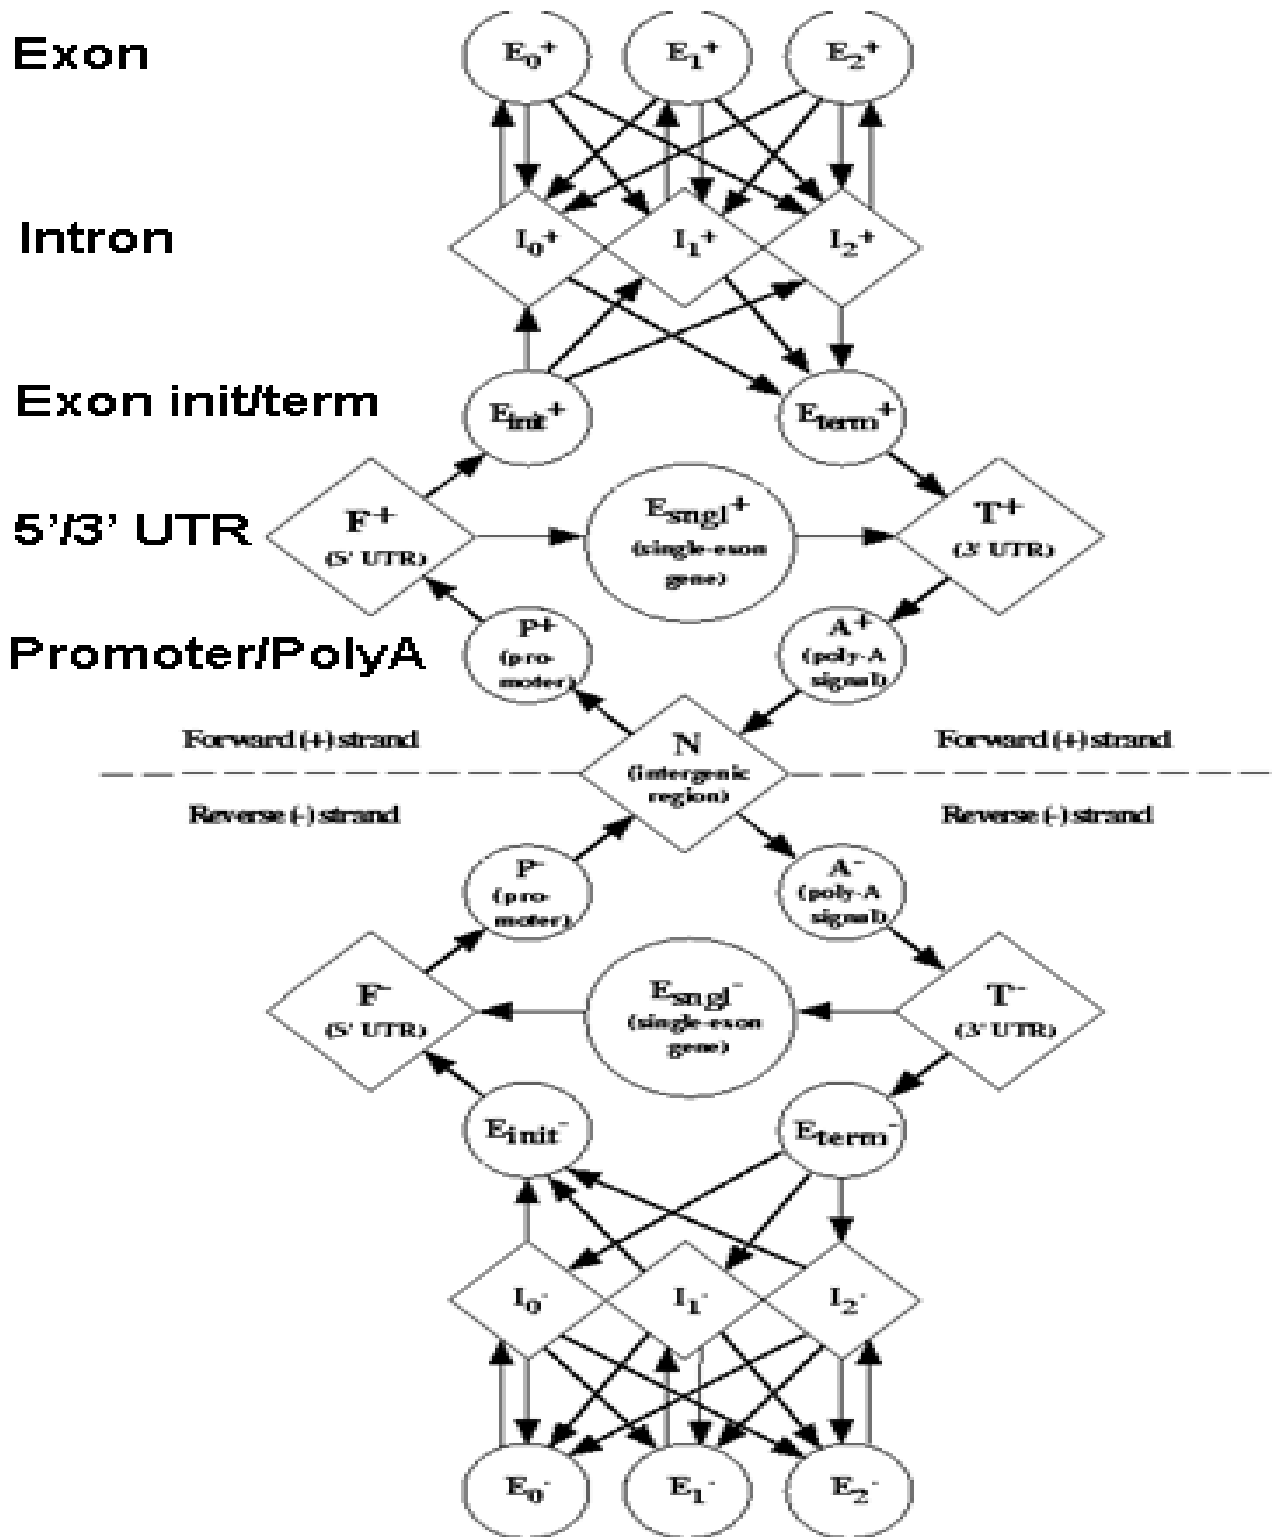 Exon
E0+ E1+ E2+
Intron
I0+ I1+ I2+
Exon init/term
Einit+ Eterm+
5'/3' UTR
F+
(5' UTR)
Esngl+
(single-exon
gene)
T+
(3' UTR)
Promoter/PolyA
P+
(pro-
moter)
A+
(poly-A
signal)
Forward (+) strand
N
(intergenic
region)
Forward (+) strand
Reverse (-) strand
Reverse (-) strand
P-
(pro-
moter)
A-
(poly-A
signal)
F-
(5' UTR)
Esngl-
(single-exon
gene)
T-
(3' UTR)
Einit- Eterm-
I0- I1- I2-
E0- E1- E2-